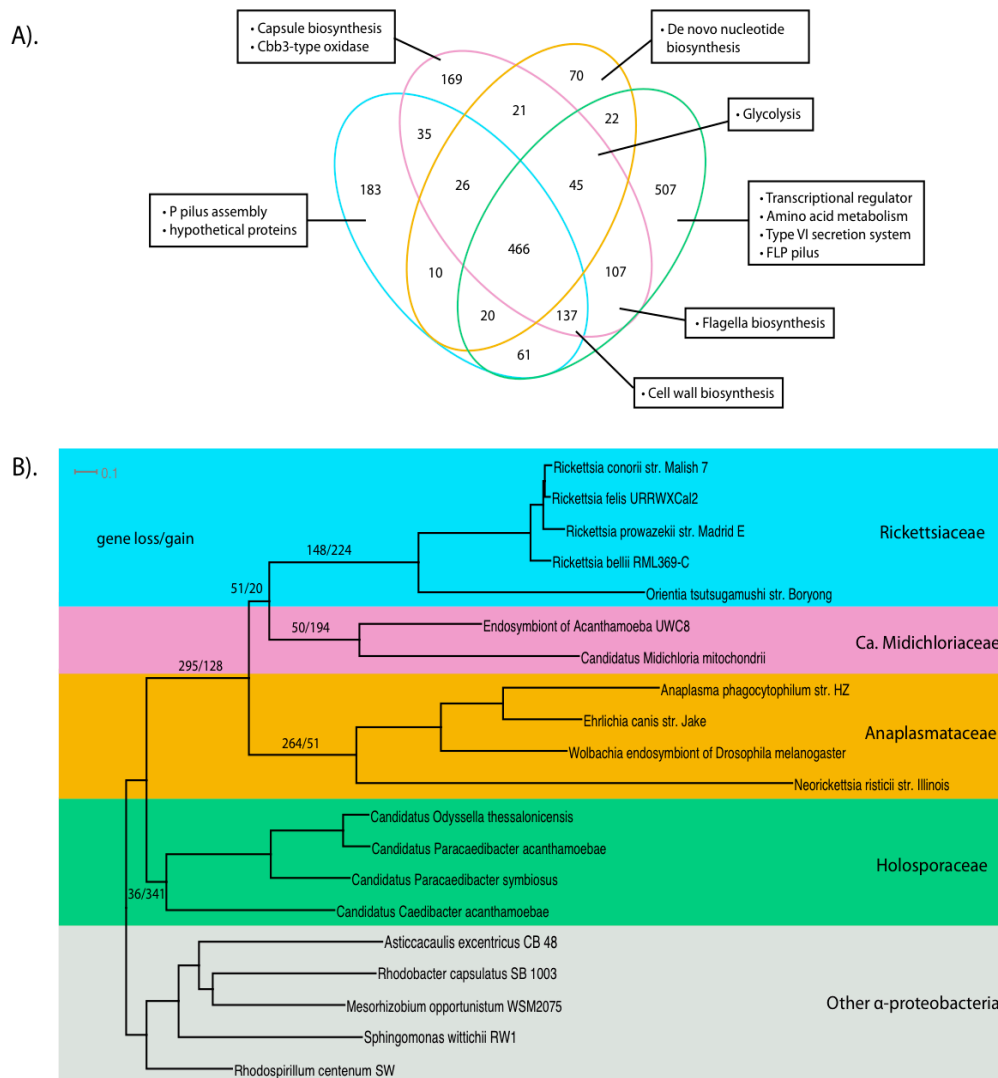 A).
• Capsule biosynthesis
• Cbb3-type oxidase
• De novo nucleotide
biosynthesis
169
70
21
22
• Glycolysis
35
183
26
45
507
• P pilus assembly
• hypothetical proteins
• Transcriptional regulator
• Amino acid metabolism
• Type VI secretion system
• FLP pilus
466
10
107
20
137
• Flagella biosynthesis
61
• Cell wall biosynthesis
B).
0.1
gene loss/gain
Rickettsia conorii str. Malish 7
Rickettsia felis URRWXCal2
Rickettsia prowazekii str. Madrid E
Rickettsiaceae
148/224
Rickettsia bellii RML369-C
51/20
Orientia tsutsugamushi str. Boryong
50/194
Endosymbiont of Acanthamoeba UWC8
Ca. Midichloriaceae
Candidatus Midichloria mitochondrii
295/128
Anaplasma phagocytophilum str. HZ
Ehrlichia canis str. Jake
Anaplasmataceae
264/51
Wolbachia endosymbiont of Drosophila melanogaster
Neorickettsia risticii str. Illinois
Candidatus Odyssella thessalonicensis
Candidatus Paracaedibacter acanthamoebae
Holosporaceae
Candidatus Paracaedibacter symbiosus
36/341
Candidatus Caedibacter acanthamoebae
Asticcacaulis excentricus CB 48
Rhodobacter capsulatus SB 1003
Mesorhizobium opportunistum WSM2075
Other α-proteobacteria
Sphingomonas wittichii RW1
Rhodospirillum centenum SW